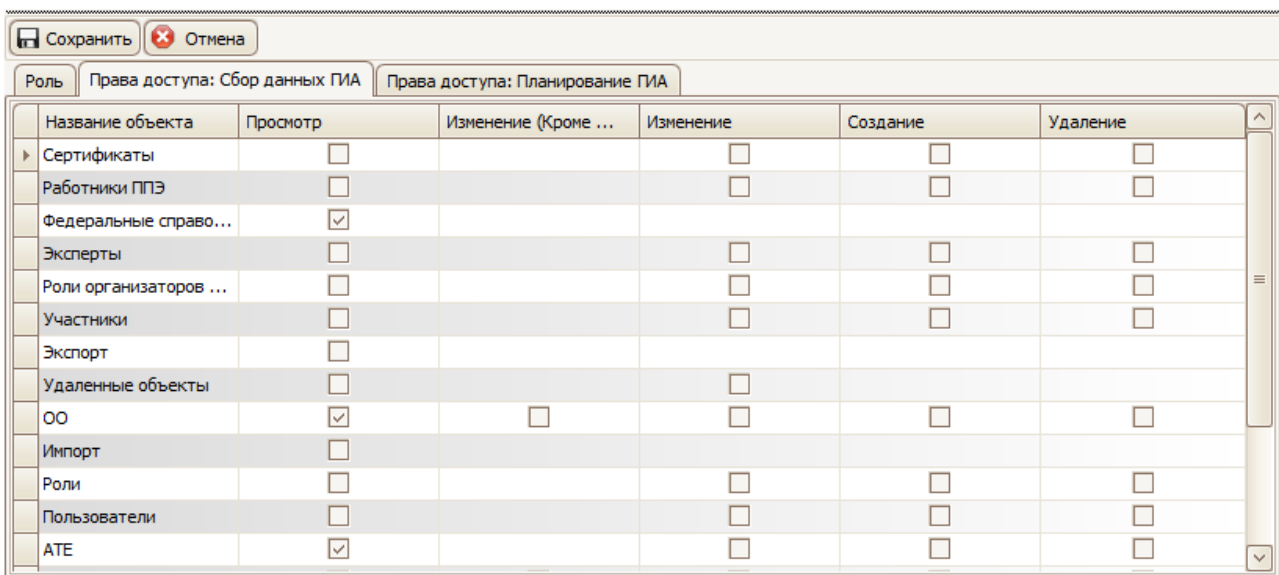 Сохранить Отмена
Роль Права доступа: Сбор данных ГИА Права доступа: Планирование ГИА
Название объекта Просмотр Изменение (Кроме ... Изменение Создание Удаление
Сертификаты
Работники ППЭ
Федеральные справо...
Эксперты
Роли организаторов ...
Участники
Экспорт
Удаленные объекты
ОО
Импорт
Роли
Пользователи
АТЕ